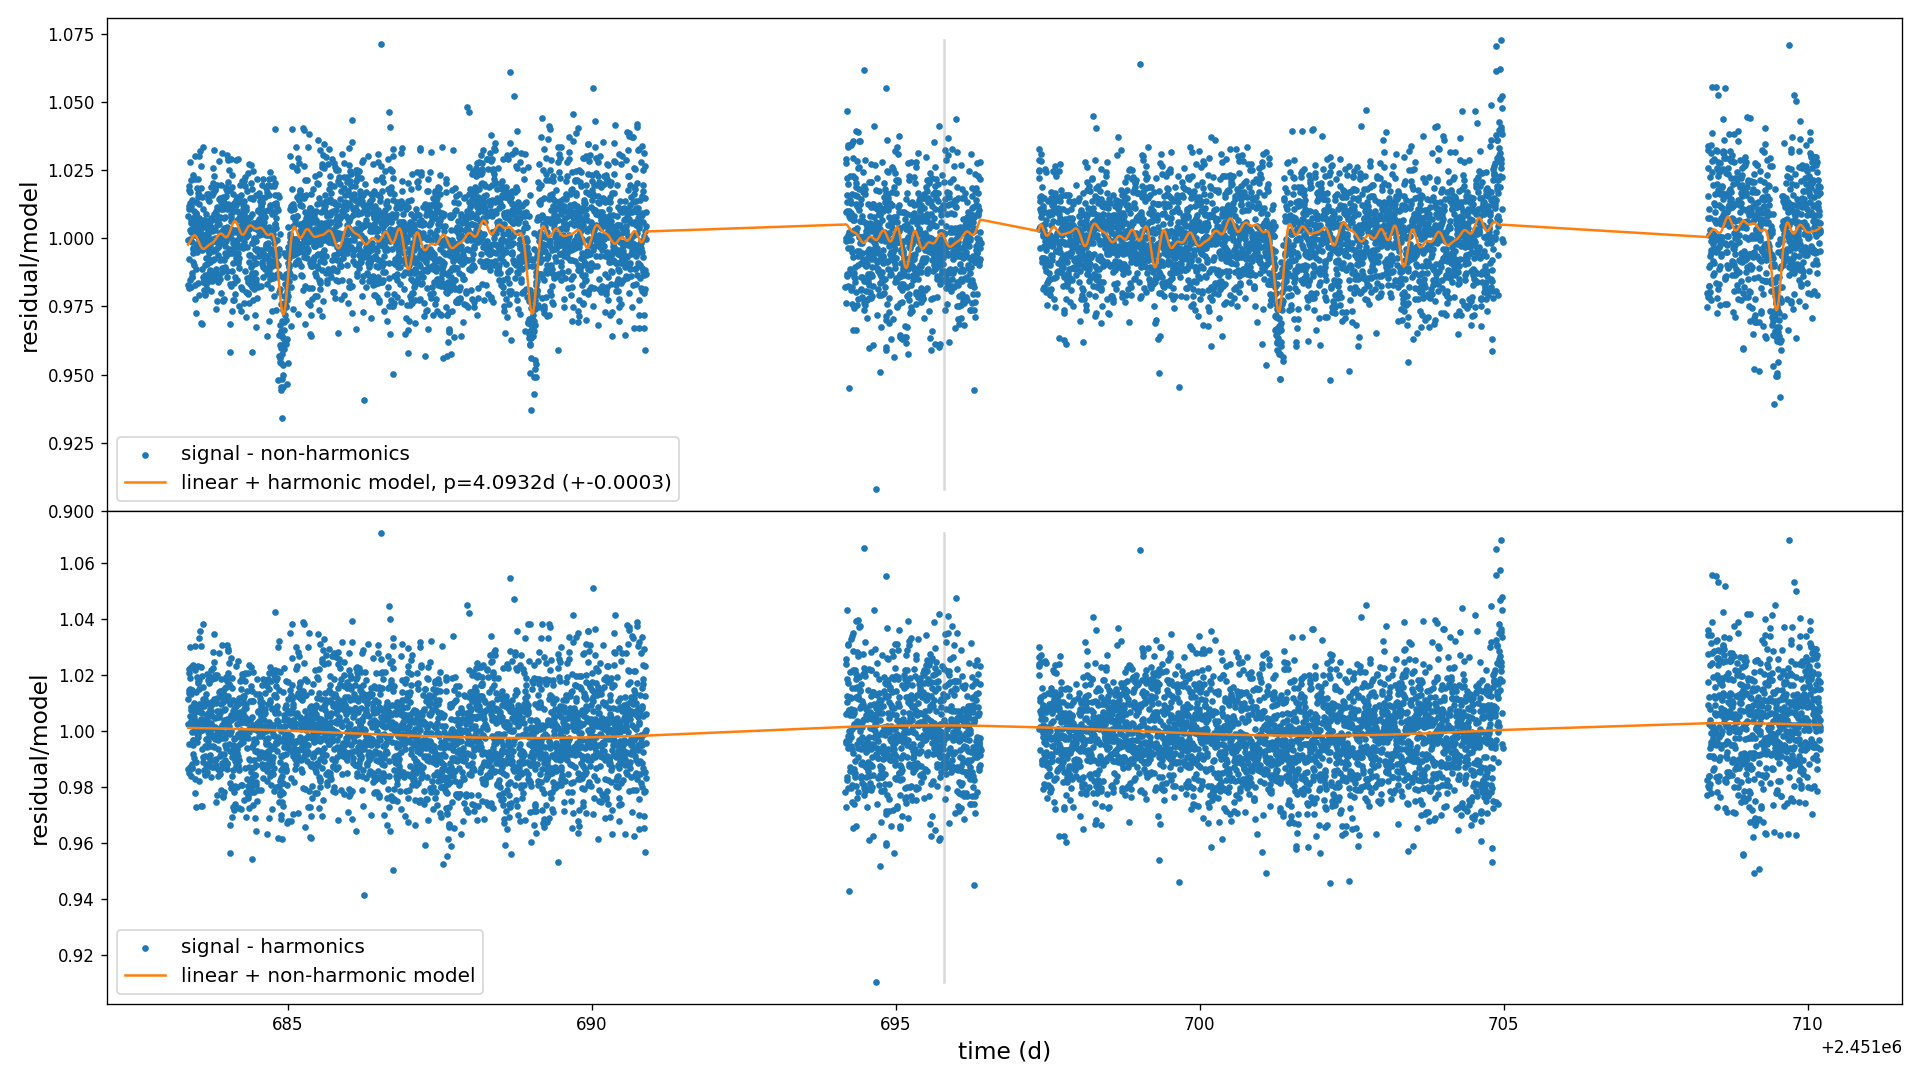 1.075
1.050
1.025
1.000
0.975
0.950
0.925
0.900
residual/model
signal - non-harmonics
linear + harmonic model, p=4.0932d (+-0.0003)
1.06
1.04
1.02
1.00
0.98
0.96
0.94
0.92
residual/model
signal - harmonics
linear + non-harmonic model
685 690 695 700 705 710
time (d)
+2.451e6